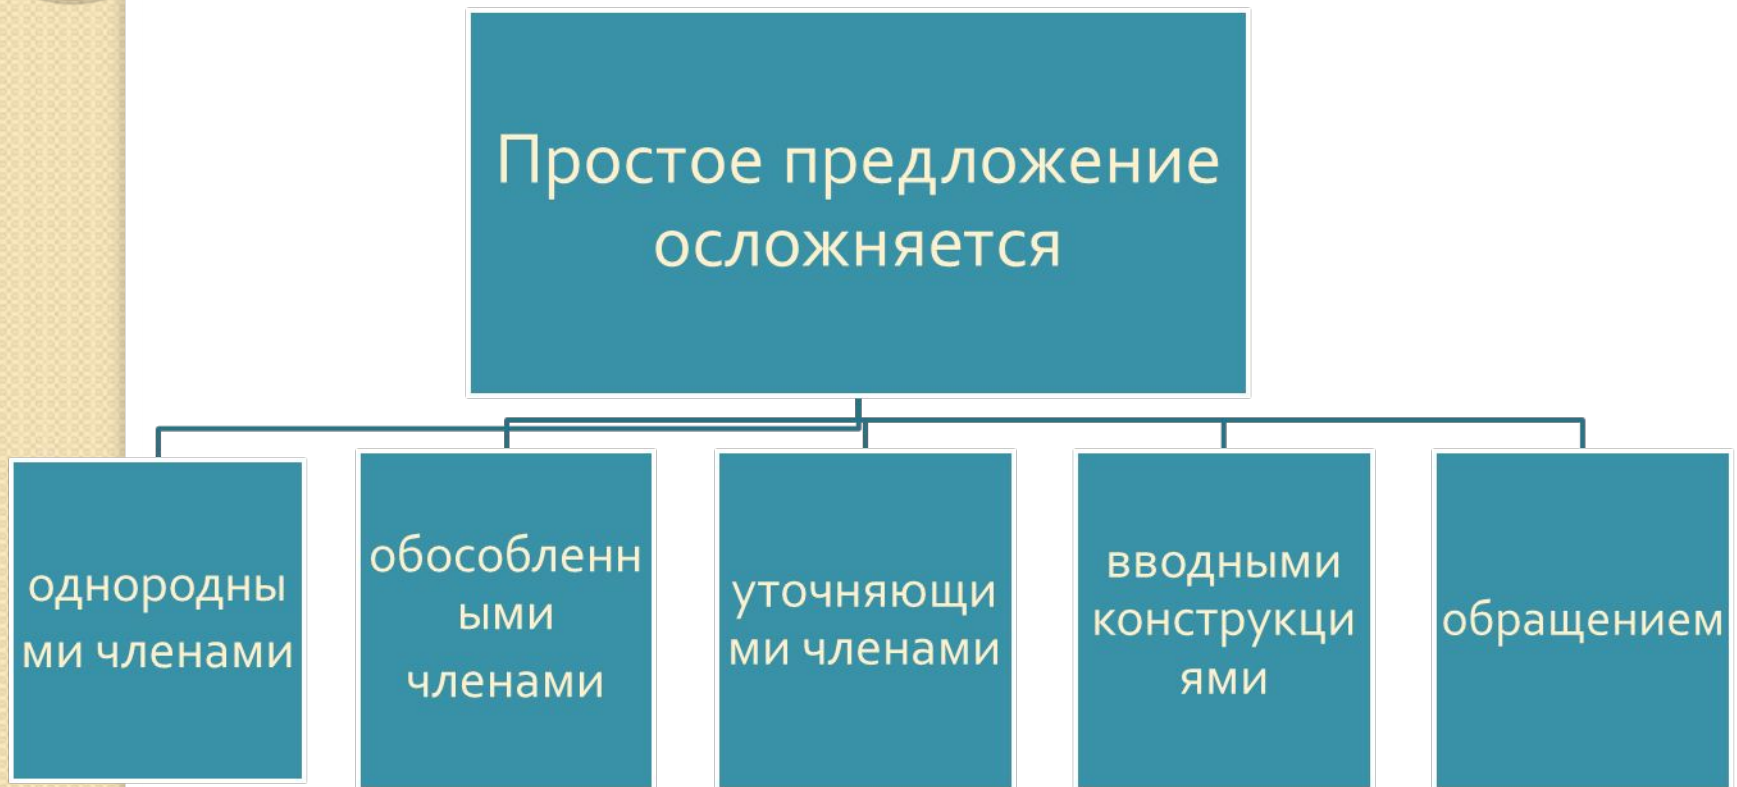 Простое предложение
осложняется
однородны
ми членами
обособленн
ыми
членами
уточняющи
ми членами
вводными
конструкци
ями
обращением